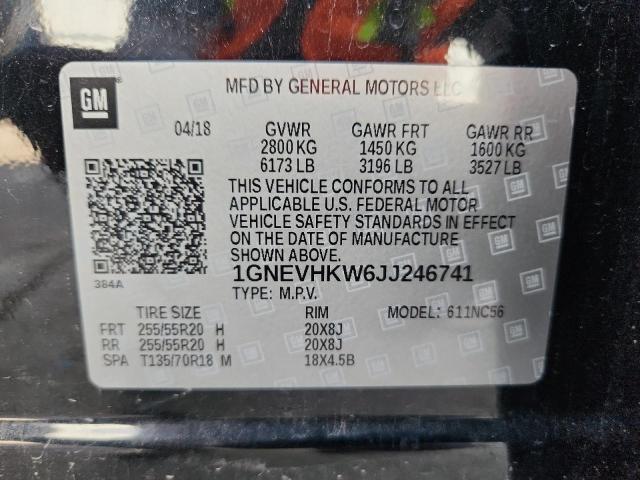 GM
MFD BY GENERAL MOTORS LLC
04/18 GVWR GAWR FRT GAWR RR
2800 KG 1450 KG 1600 KG
6173 LB 3196 LB 3527 LB
THIS VEHICLE CONFORMS TO ALL
APPLICABLE U.S. FEDERAL MOTOR
VEHICLE SAFETY STANDARDS IN EFFECT
ON THE DATE OF MANUFACTURE
SHOWN ABOVE.
384A
1GNEVHKW6JJ246741
TYPE: M.P.V.
TIRE SIZE RIM MODEL: 611NC56
FRT 255/55R20 H 20X8J
RR 255/55R20 H 20X8J
SPA T135/70R18 M 18X4.5B